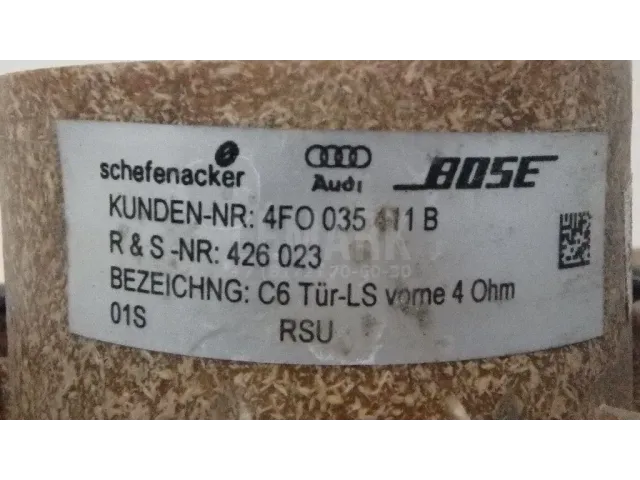 schefenacker Audi BOSE
KUNDEN-NR: 4FO 035 411 B
R & S -NR: 426 023
BEZEICHNG: C6 Tür-LS vorne 4 Ohm
01S RSU